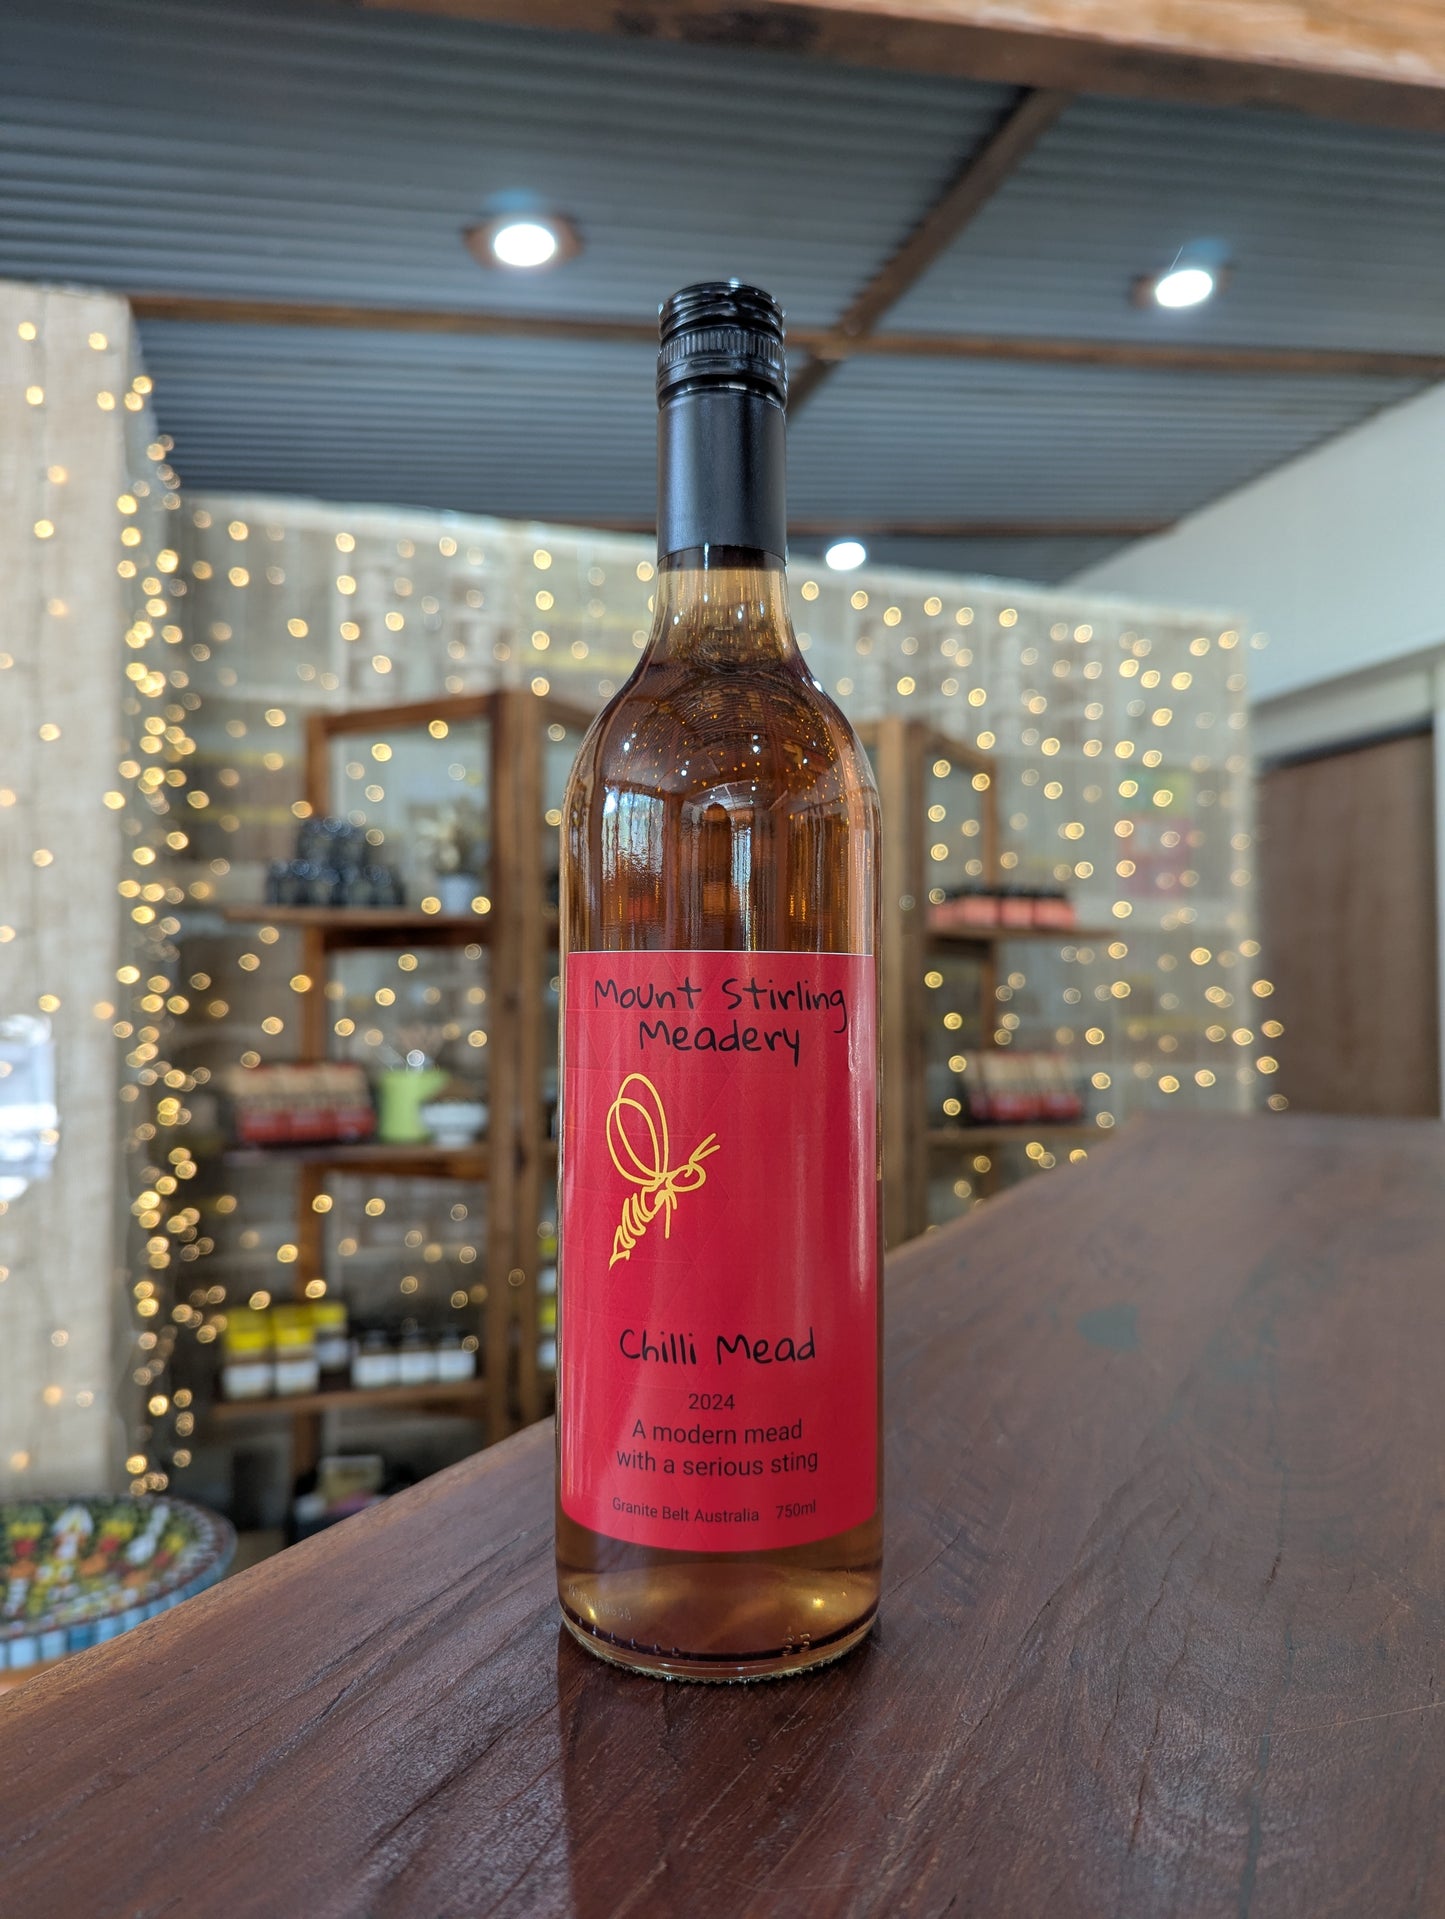 Mount Stirling
Meadery
Chilli Mead
2024
A modern mead
with a serious sting
Granite Belt Australia 750ml